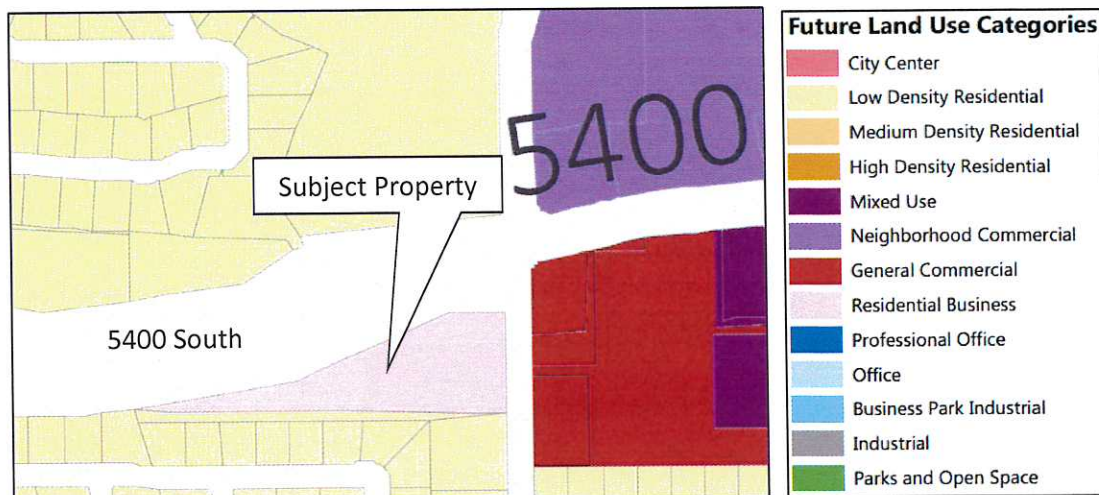 5400
Subject Property
5400 South
Future Land Use Categories
City Center
Low Density Residential
Medium Density Residential
High Density Residential
Mixed Use
Neighborhood Commercial
General Commercial
Residential Business
Professional Office
Office
Business Park Industrial
Industrial
Parks and Open Space